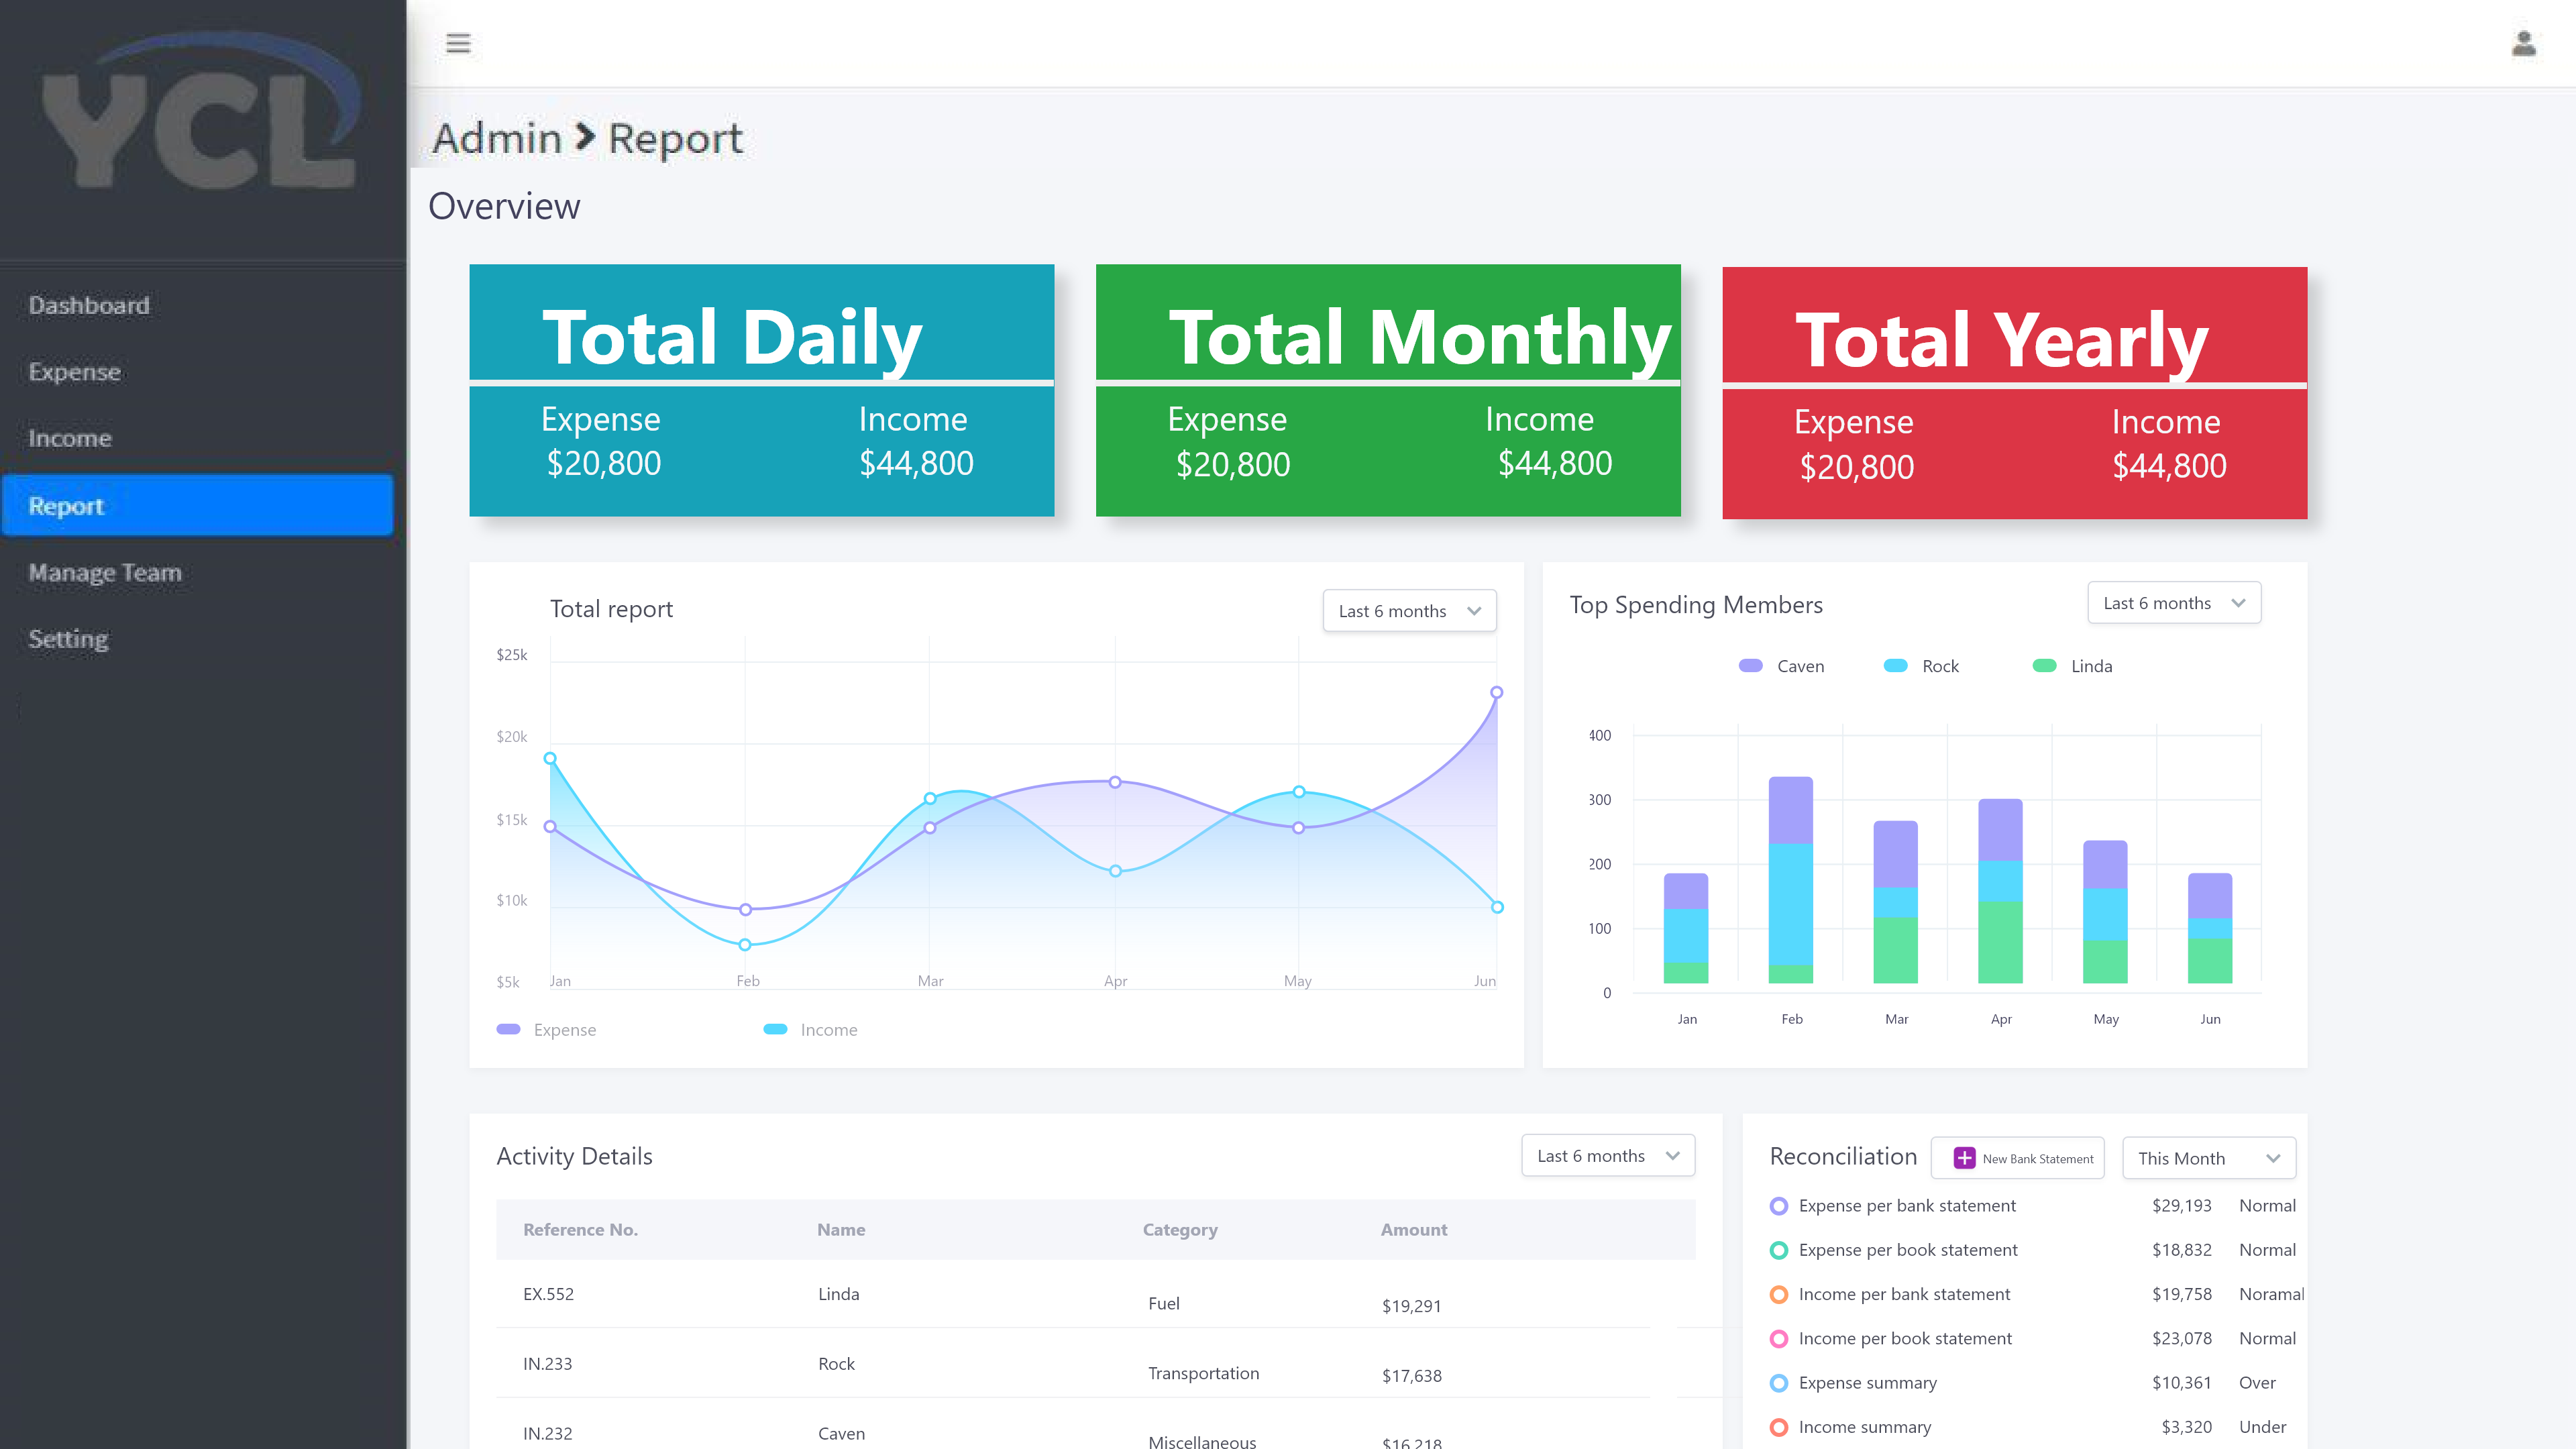 YCL
Dashboard
Expense
Income
Report
Manage Team
Setting
Admin > Report
Overview
Total Daily
Expense Income
$20,800 $44,800
Total Monthly
Expense Income
$20,800 $44,800
Total Yearly
Expense Income
$20,800 $44,800
Total report
Last 6 months
$25k
$20k
$15k
$10k
$5k
Jan Feb Mar Apr May Jun
Expense Income
Top Spending Members
Last 6 months
Caven Rock Linda
400
300
200
100
0
Jan Feb Mar Apr May Jun
Activity Details
Last 6 months
Reference No. Name Category Amount
EX.552 Linda Fuel $19,291
IN.233 Rock Transportation $17,638
IN.232 Caven Miscellaneous $16,218
Reconciliation
New Bank Statement
This Month
Expense per bank statement $29,193 Normal
Expense per book statement $18,832 Normal
Income per bank statement $19,758 Noramal
Income per book statement $23,078 Normal
Expense summary $10,361 Over
Income summary $3,320 Under